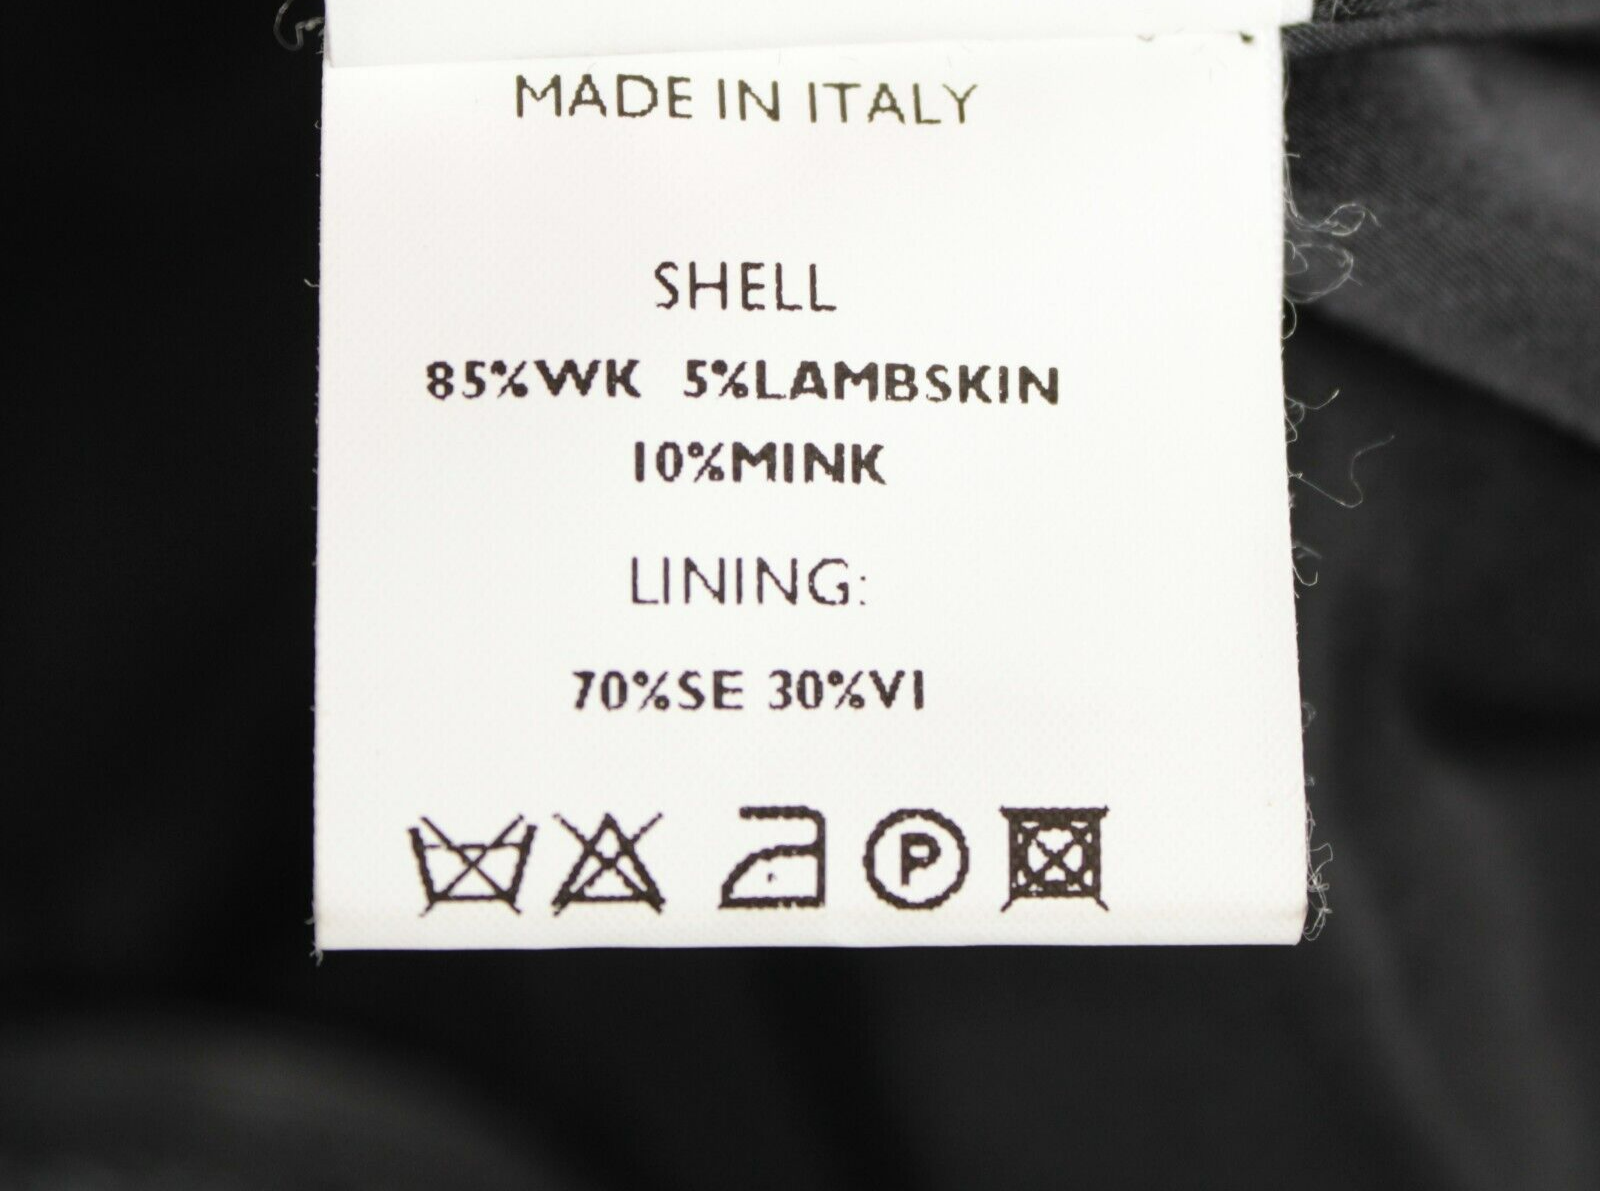 MADE IN ITALY
SHELL
85%WK 5%LAMBSKIN
10%MINK
LINING:
70%SE 30%VI
P